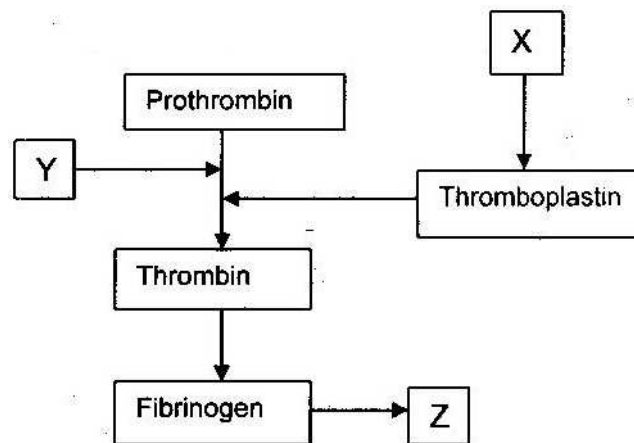 X
Prothrombin
Y
Thromboplastin
Thrombin
Fibrinogen
Z